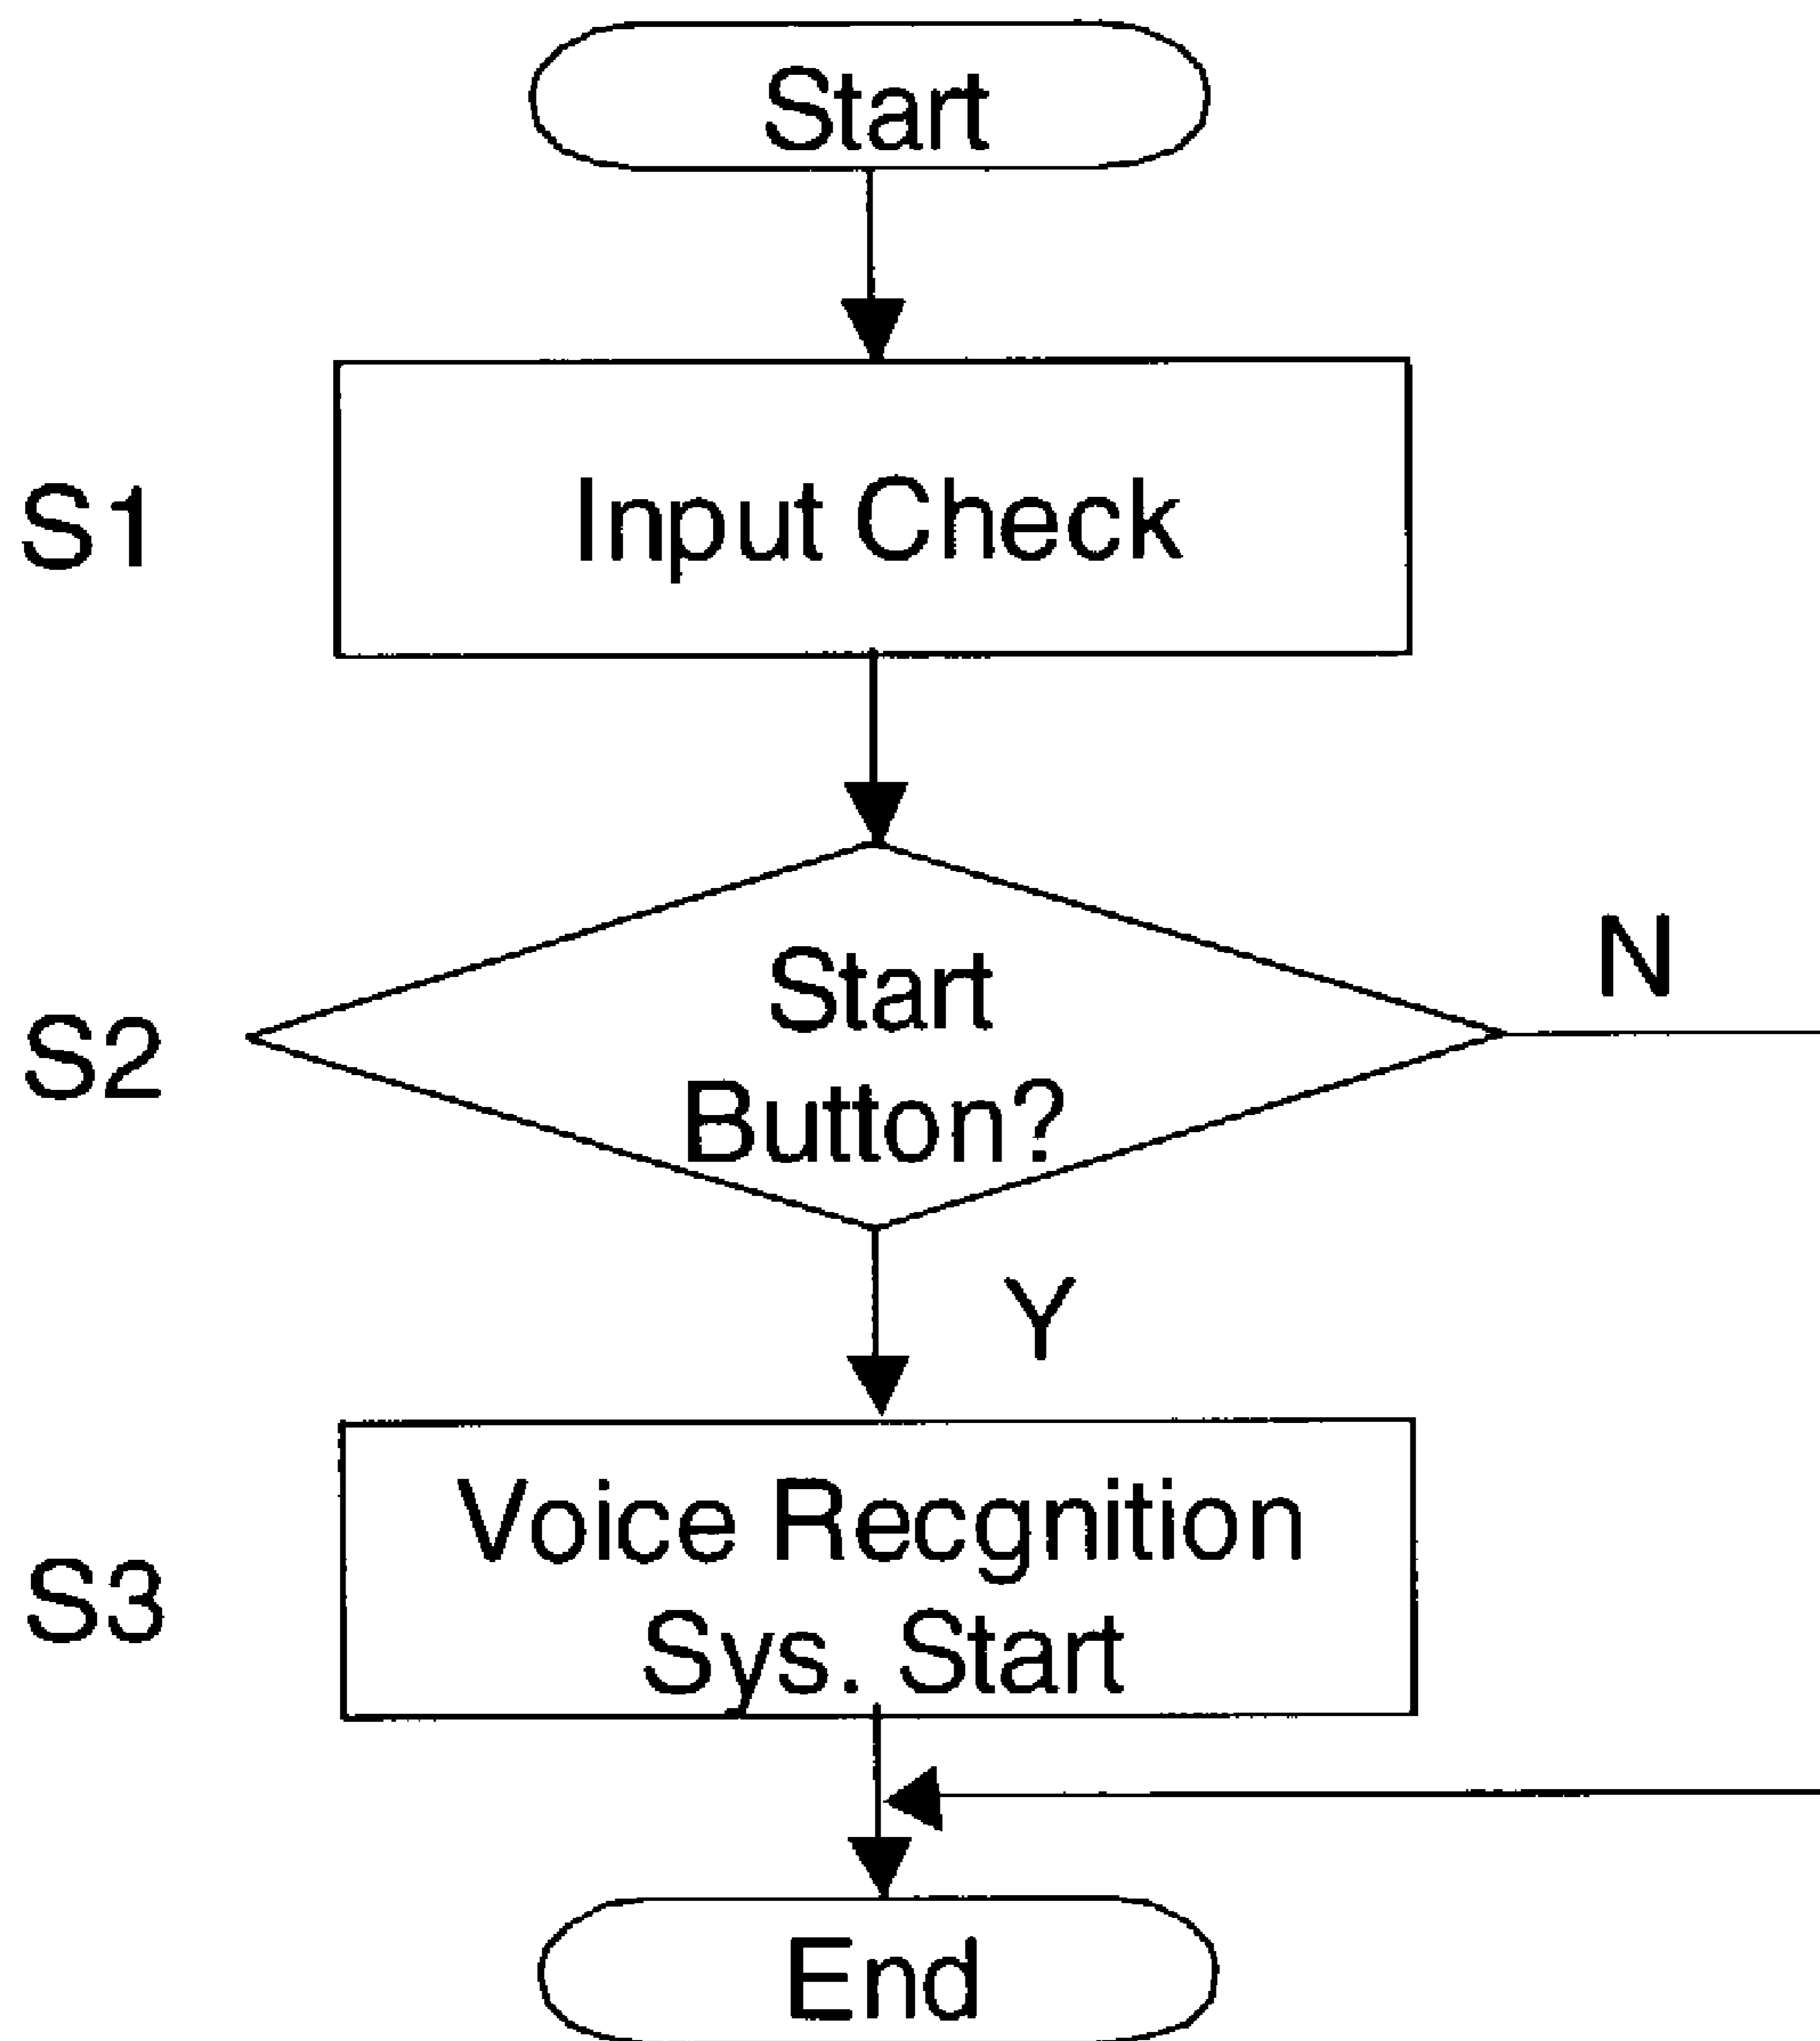 Start
S1
Input Check
S2
Start
Button?
N
Y
S3
Voice Recgnition
Sys. Start
End